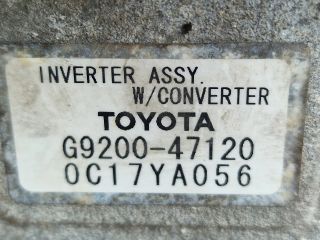 INVERTER ASSY.
W/CONVERTER
TOYOTA
G9200-47120
0C17YA056